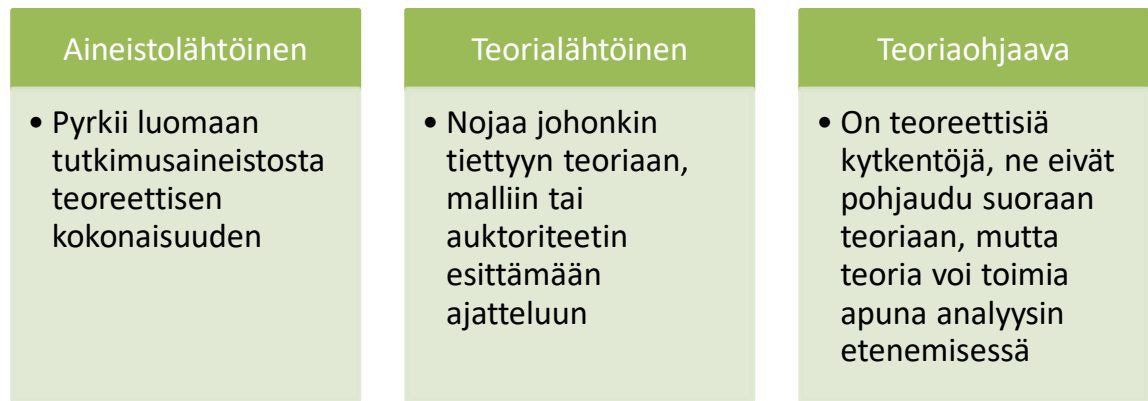 Aineistolähtöinen
• Pyrkii luomaan
tutkimusaineistosta
teoreettisen
kokonaisuuden
Teorialähtöinen
• Nojaa johonkin
tiettyyn teoriaan,
malliin tai
auktoriteetin
esittämään
ajatteluun
Teoriaohjaava
• On teoreettisiä
kytkentöjä, ne eivät
pohjaudu suoraan
teoriaan, mutta
teoria voi toimia
apuna analyysin
etenemisessä